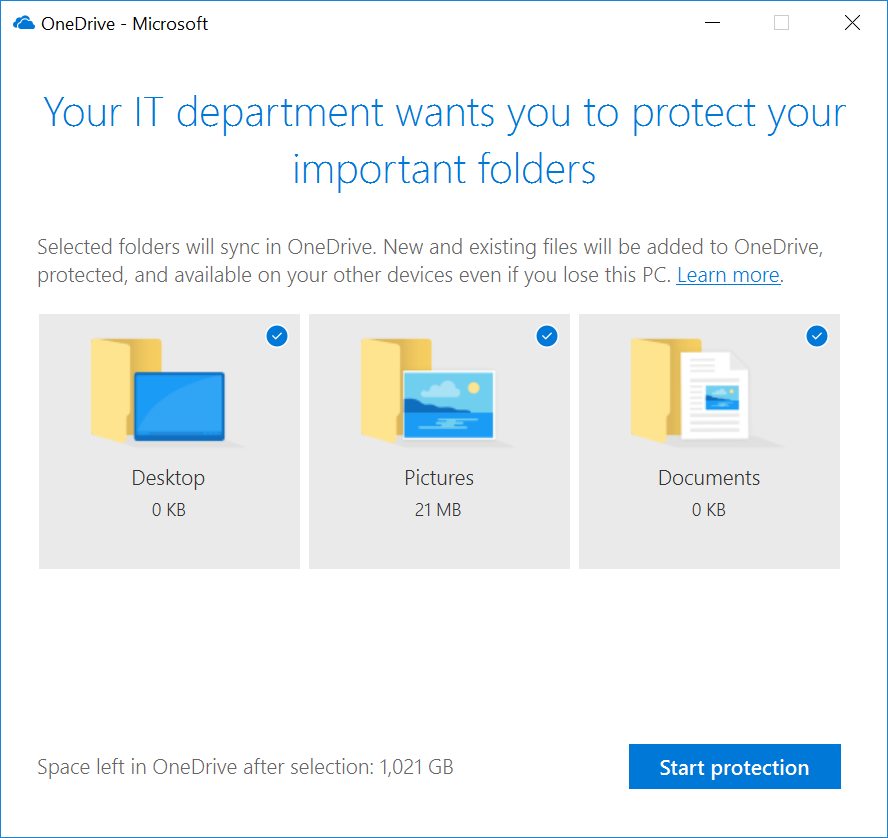 OneDrive - Microsoft
Your IT department wants you to protect your
important folders
Selected folders will sync in OneDrive. New and existing files will be added to OneDrive,
protected, and available on your other devices even if you lose this PC. Learn more.
Desktop
0 KB
Pictures
21 MB
Documents
0 KB
Space left in OneDrive after selection: 1,021 GB
Start protection